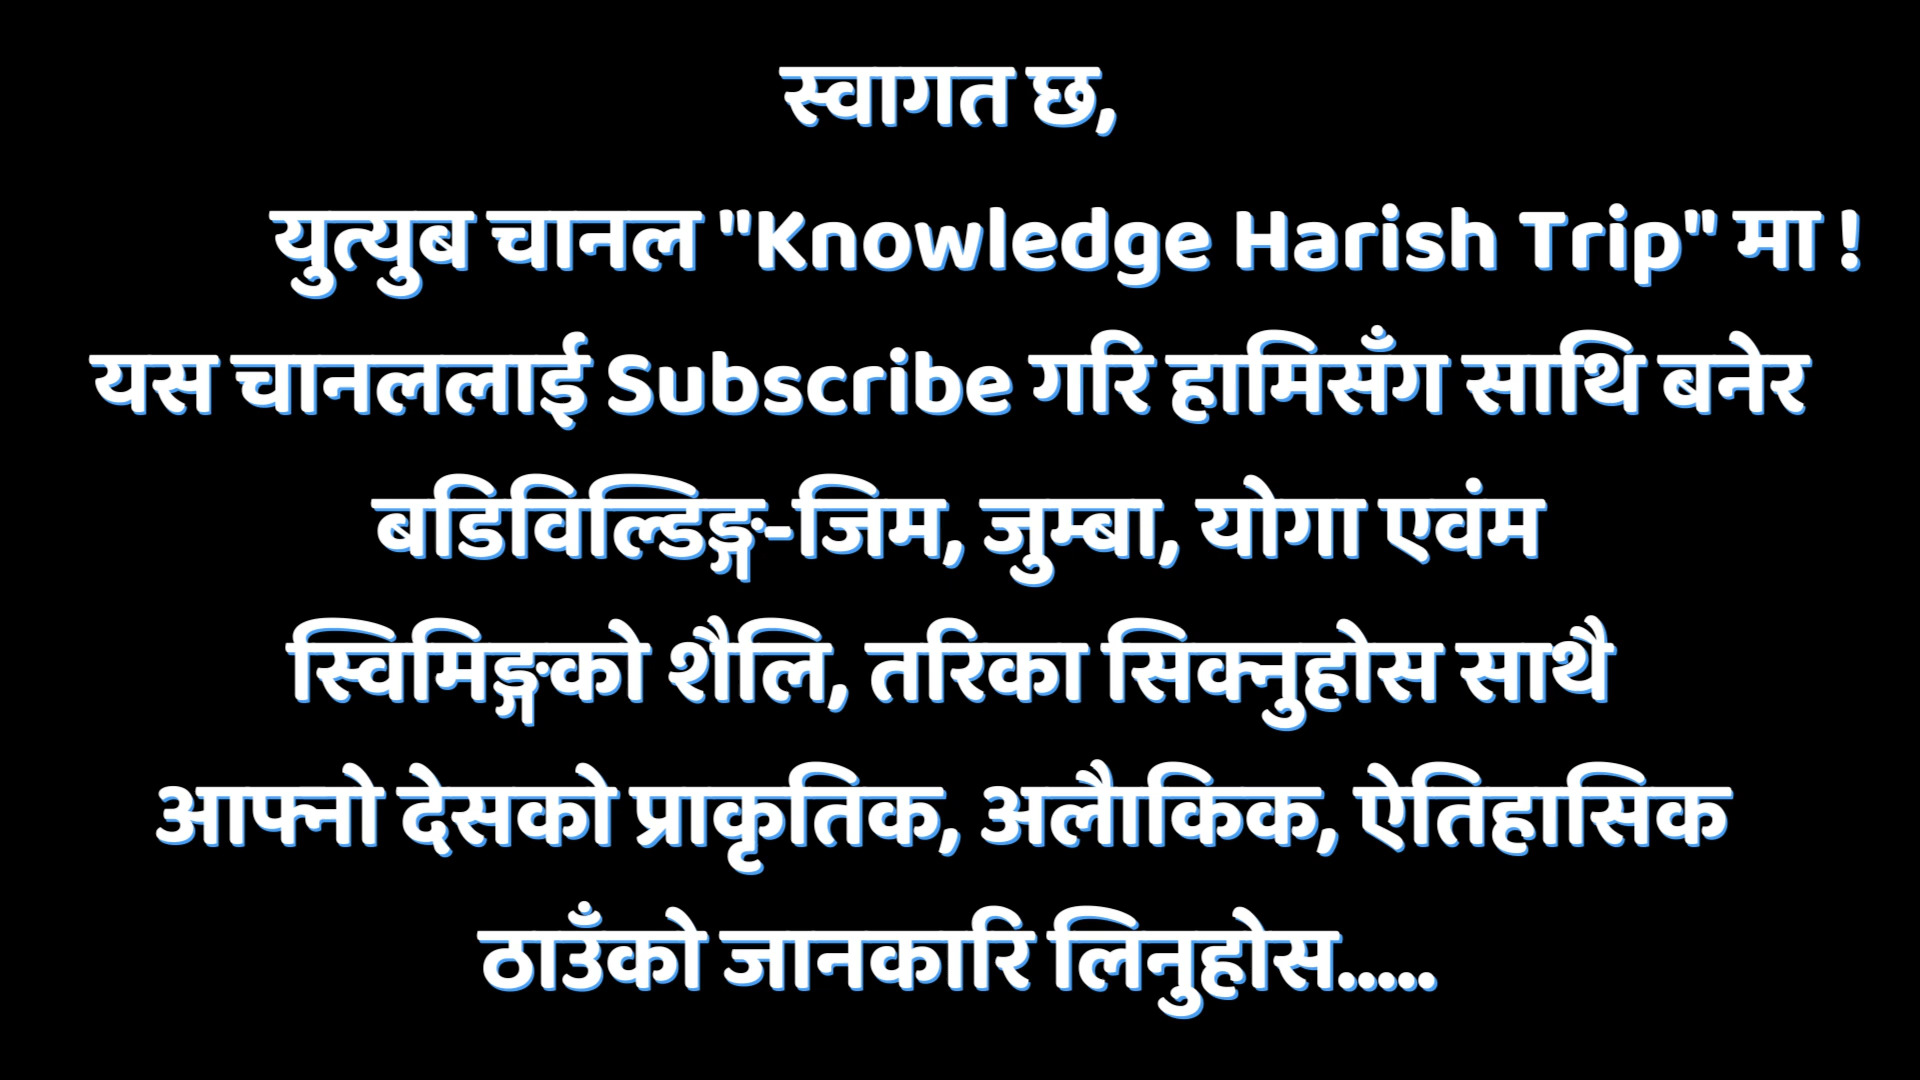 स्वागत छ,
युत्युब चानल "Knowledge Harish Trip" मा !
यस चानललाई Subscribe गरि हामिसँग साथि बनेर
बडिविल्डिङ्ग-जिम, जुम्बा, योगा एवंम
स्विमिङ्गको शैलि, तरिका सिक्नुहोस साथै
आफ्नो देसको प्राकृतिक, अलौकिक, ऐतिहासिक
ठाउँको जानकारि लिनुहोस.....